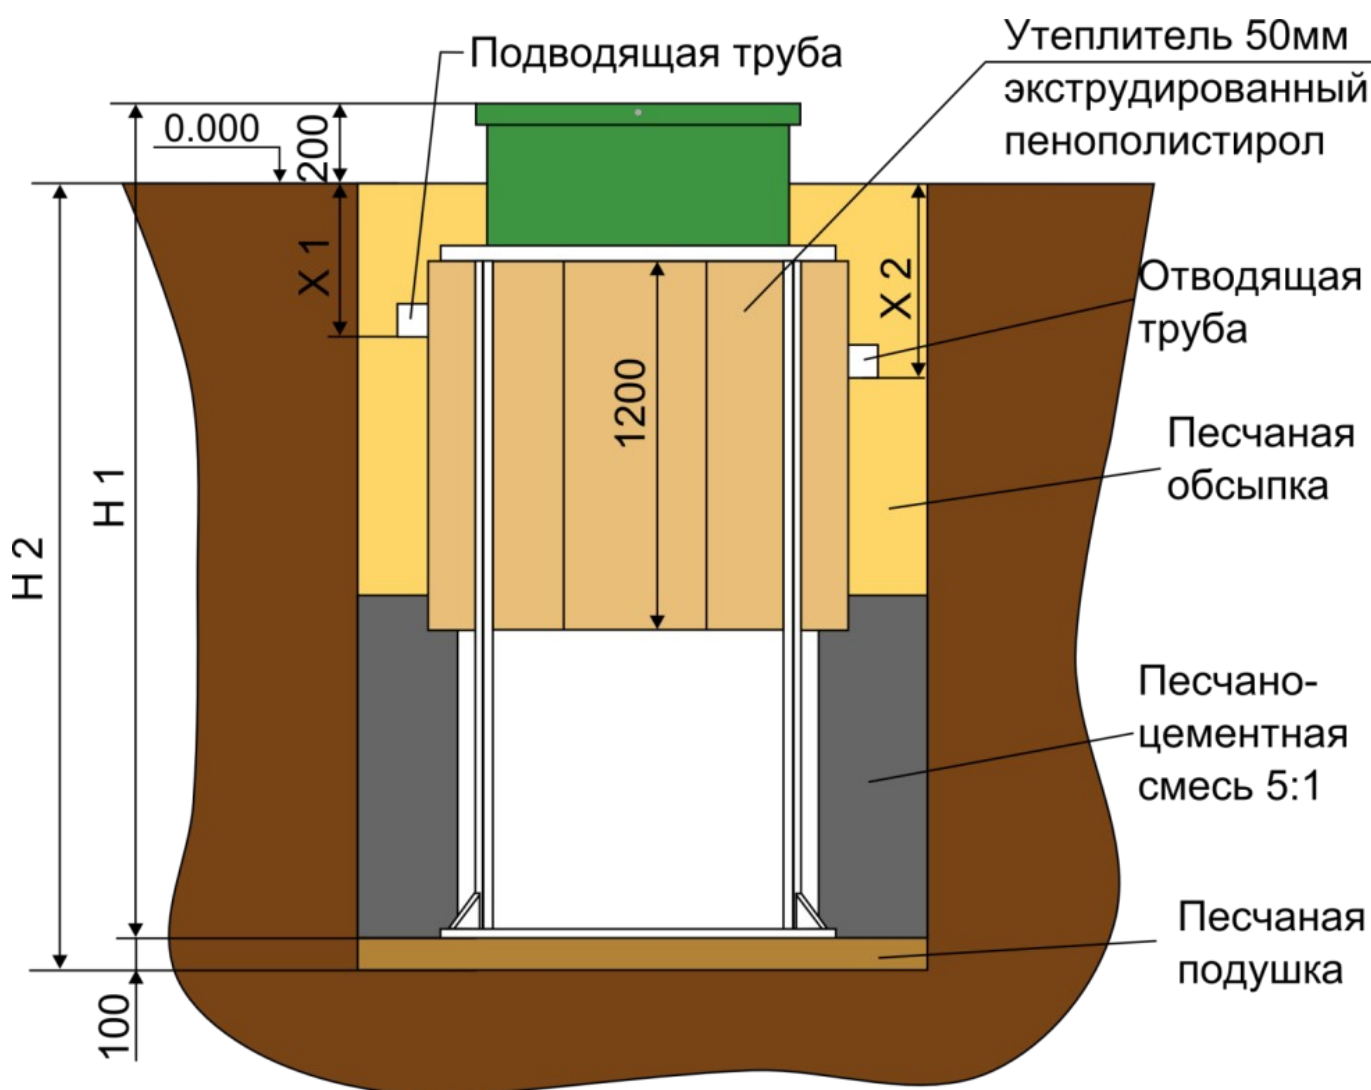 Подводящая труба
Утеплитель 50мм
экструдированный
пенополистирол
0.000
200
X 1
X 2
Отводящая
труба
1200
Песчаная
обсыпка
H 1
H 2
Песчано-
цементная
смесь 5:1
Песчаная
подушка
100